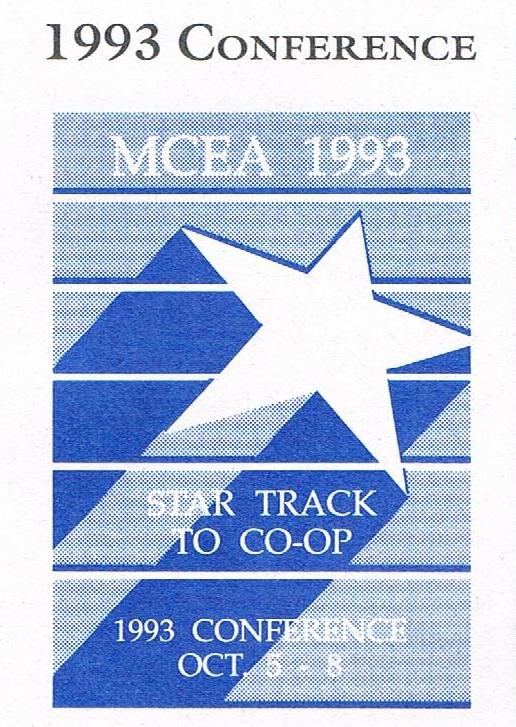 1993 CONFERENCE
MCEA 1993
STAR TRACK
TO CO-OP
1993 CONFERENCE
OCT. 5 - 8